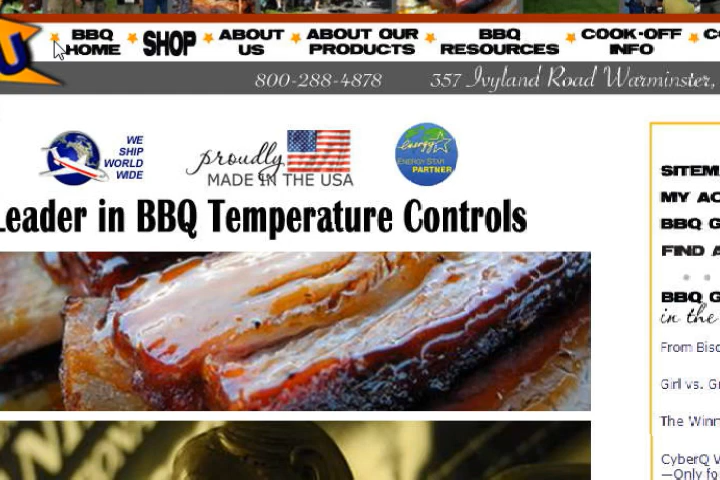 U
BBQ HOME
SHOP
ABOUT US
ABOUT OUR PRODUCTS
BBQ RESOURCES
COOK-OFF INFO
800-288-4878 357 Ivyland Road Warminster,
WE SHIP WORLD WIDE
proudly
MADE IN THE USA
energy
ENERGY STAR
PARTNER
Leader in BBQ Temperature Controls
SITEM
MY AC
BBQ G
FIND A
BBQ G
in the
From Bisc
Girl vs. G
The Winn
CyberQ W
—Only fo